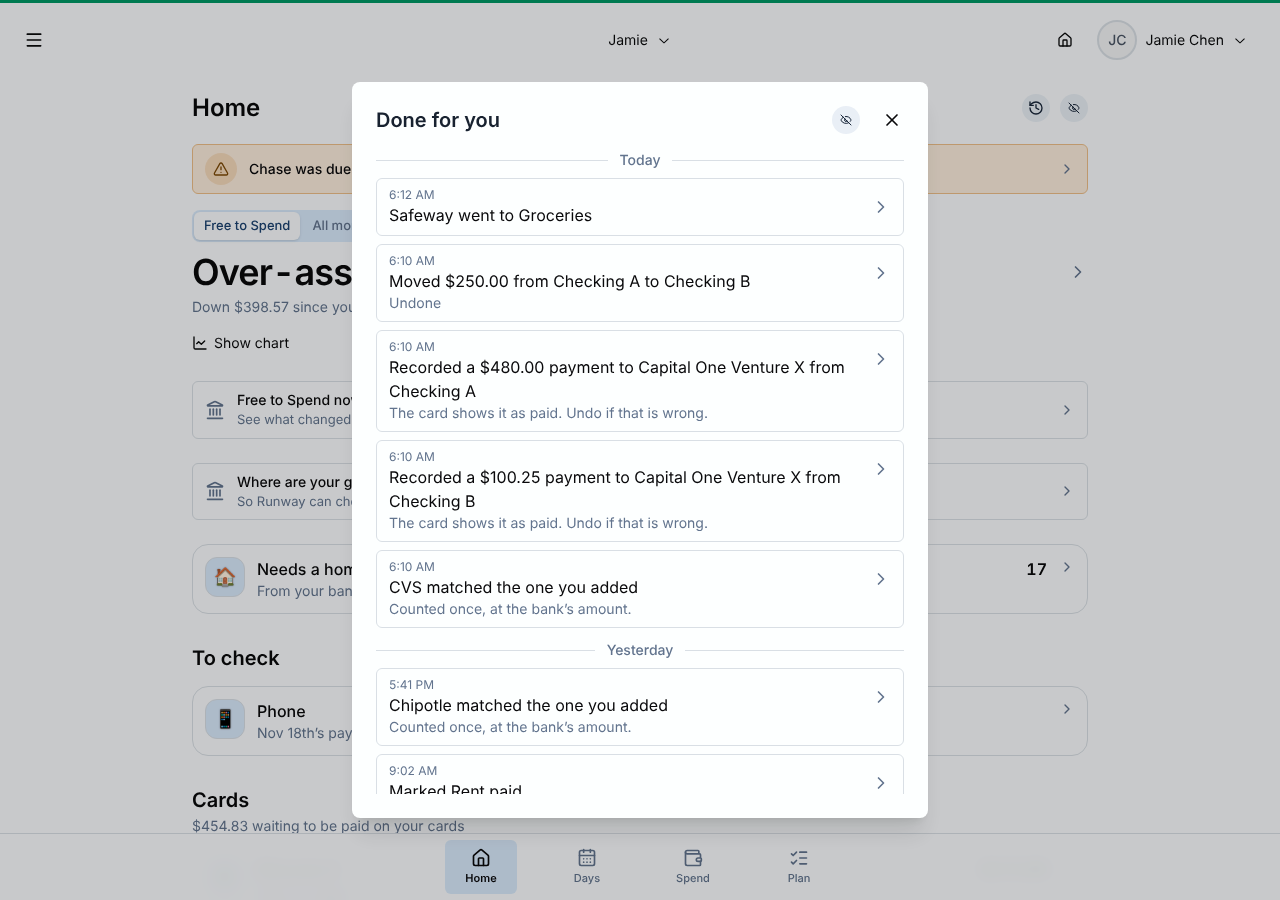 Jamie
JC
Jamie Chen
Home
Done for you
Chase was due
Today
6:12 AM
Safeway went to Groceries
Free to Spend
All mo
6:10 AM
Moved $250.00 from Checking A to Checking B
Undone
Over-ass
Down $398.57 since you
Show chart
6:10 AM
Recorded a $480.00 payment to Capital One Venture X from
Checking A
The card shows it as paid. Undo if that is wrong.
Free to Spend now
See what changed
6:10 AM
Recorded a $100.25 payment to Capital One Venture X from
Checking B
The card shows it as paid. Undo if that is wrong.
Where are your g
So Runway can che
6:10 AM
CVS matched the one you added
Counted once, at the bank’s amount.
Needs a hom
From your ban
17
Yesterday
5:41 PM
Chipotle matched the one you added
Counted once, at the bank’s amount.
To check
Phone
Nov 18th’s pay
9:02 AM
Marked Rent paid
Cards
$454.83 waiting to be paid on your cards
Home
Days
Spend
Plan